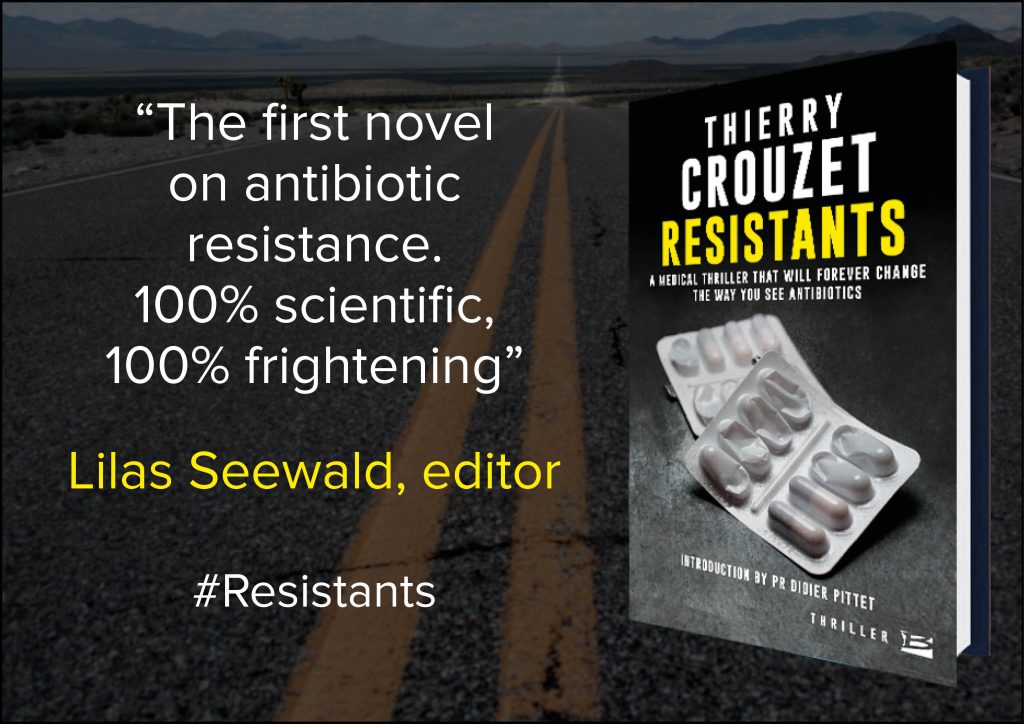 “The first novel
on antibiotic
resistance.
100% scientific,
100% frightening”
Lilas Seewald, editor
#Resistants
THIERRY
CROUZET
RESISTANTS
A MEDICAL THRILLER THAT WILL FOREVER CHANGE
THE WAY YOU SEE ANTIBIOTICS
INTRODUCTION BY PR DIDIER PITTET
THRILLER